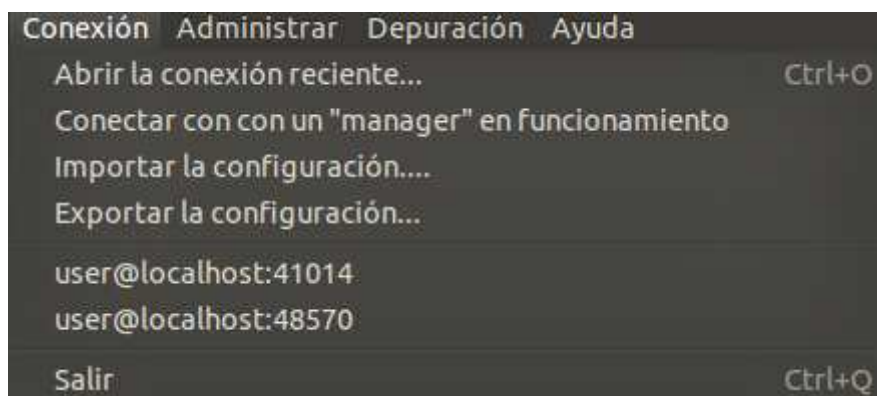 Conexión Administrar Depuración Ayuda
Abrir la conexión reciente... Ctrl+O
Conectar con con un "manager" en funcionamiento
Importar la configuración....
Exportar la configuración...
user@localhost:41014
user@localhost:48570
Salir Ctrl+Q